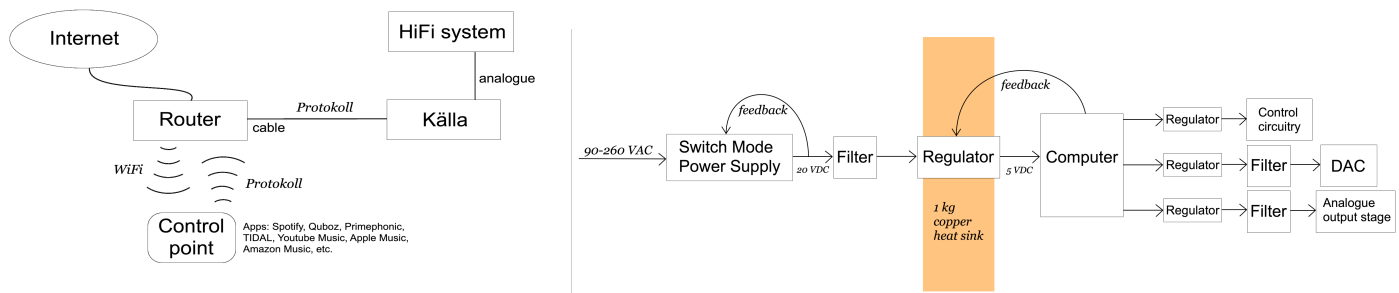 Internet
HiFi system
analogue
Router
Protokoll
cable
Källa
WiFi
Protokoll
Control
point
Apps: Spotify, Quboz, Primephonic,
TIDAL, Youtube Music, Apple Music,
Amazon Music, etc.
90-260 VAC
feedback
Switch Mode
Power Supply
20 VDC
Filter
Regulator
feedback
5 VDC
1 kg
copper
heat sink
Computer
Regulator
Control
circuitry
Regulator
Filter
DAC
Regulator
Filter
Analogue
output stage